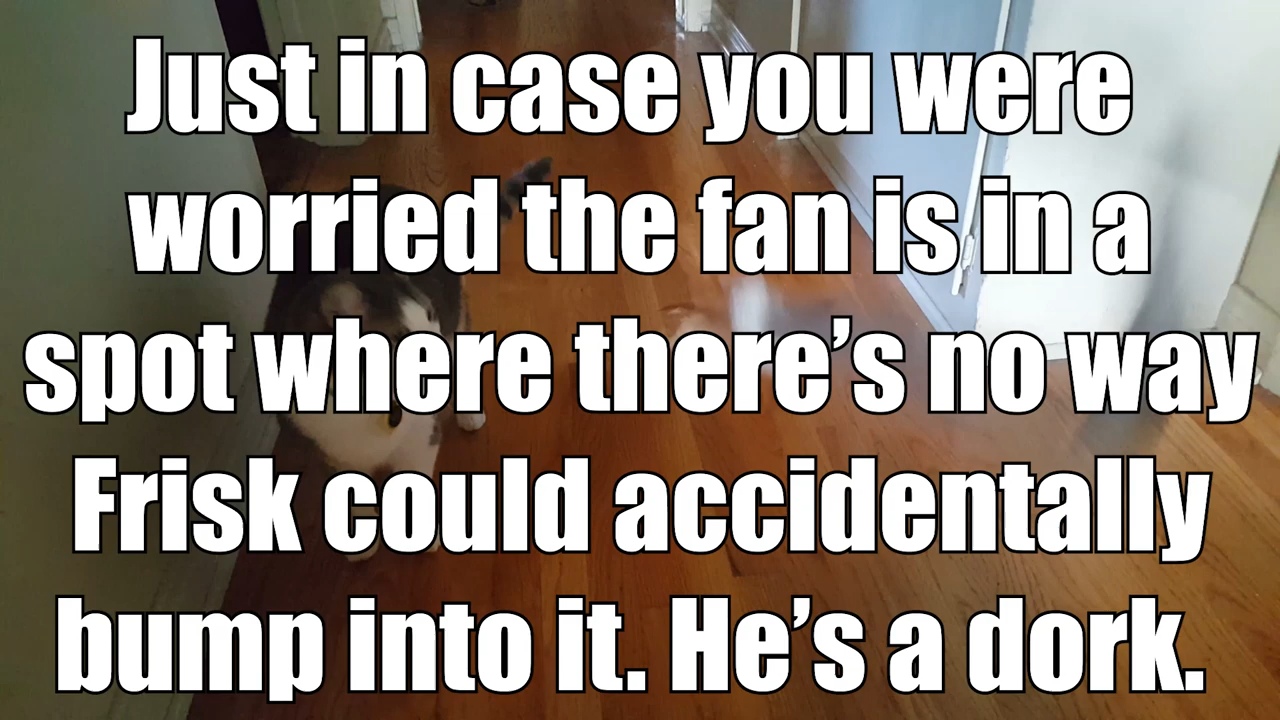 Just in case you were
worried the fan is in a
spot where there’s no way
Frisk could accidentally
bump into it. He’s a dork.